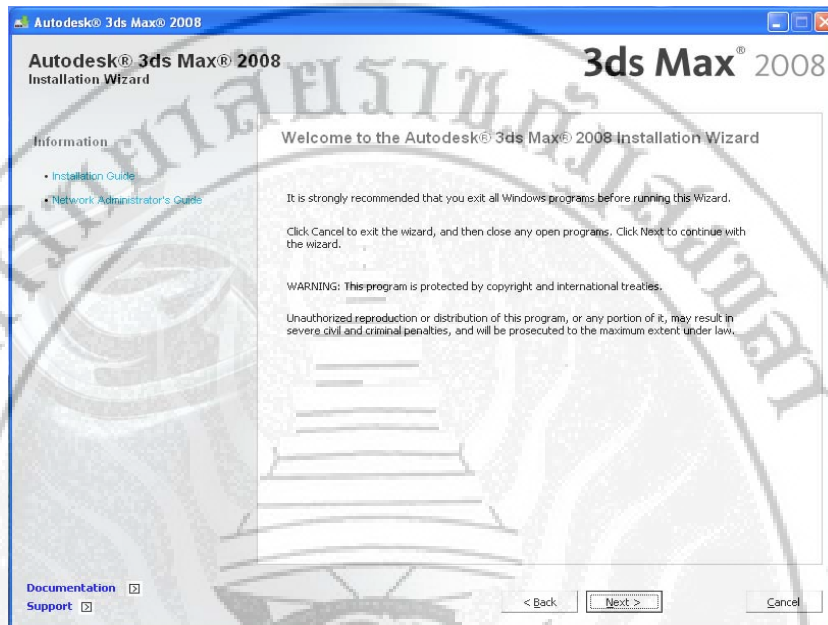 Autodesk® 3ds Max® 2008
Autodesk® 3ds Max® 2008
Installation Wizard
3ds Max® 2008
Information
• Installation Guide
• Network Administrator's Guide
Welcome to the Autodesk® 3ds Max® 2008 Installation Wizard
It is strongly recommended that you exit all Windows programs before running this Wizard.
Click Cancel to exit the wizard, and then close any open programs. Click Next to continue with
the wizard.
WARNING: This program is protected by copyright and international treaties.
Unauthorized reproduction or distribution of this program, or any portion of it, may result in
severe civil and criminal penalties, and will be prosecuted to the maximum extent under law.
Documentation
Support
< Back
Next >
Cancel